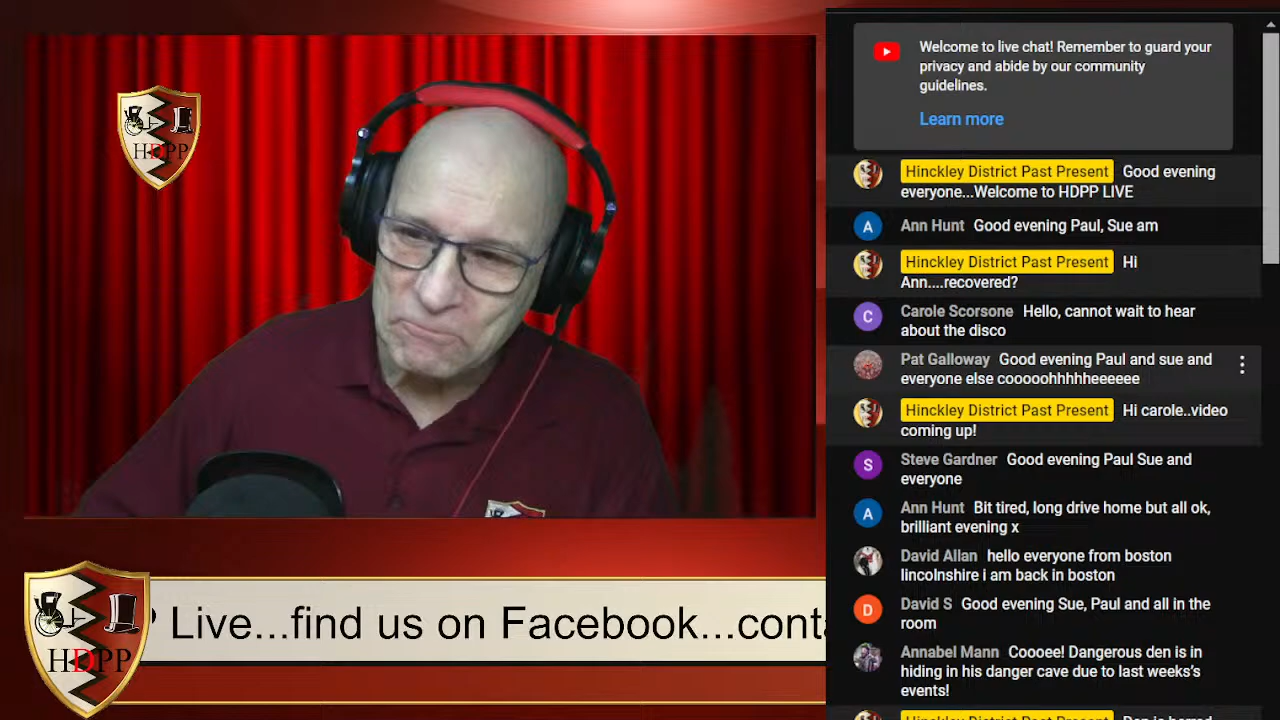 HDPP
Live...find us on Facebook...cont
HDPP
Welcome to live chat! Remember to guard your
privacy and abide by our community
guidelines.
Learn more
Hinckley District Past Present Good evening
everyone...Welcome to HDPP LIVE
A Ann Hunt Good evening Paul, Sue am
Hinckley District Past Present Hi
Ann....recovered?
C Carole Scorsone Hello, cannot wait to hear
about the disco
Pat Galloway Good evening Paul and sue and
everyone else cooooohhhhheeeeee
Hinckley District Past Present Hi carole..video
coming up!
S Steve Gardner Good evening Paul Sue and
everyone
A Ann Hunt Bit tired, long drive home but all ok,
brilliant evening x
David Allan hello everyone from boston
lincolnshire i am back in boston
D David S Good evening Sue, Paul and all in the
room
Annabel Mann Cooooee! Dangerous den is in
hiding in his danger cave due to last weeks's
events!
Hinckley District Past Present